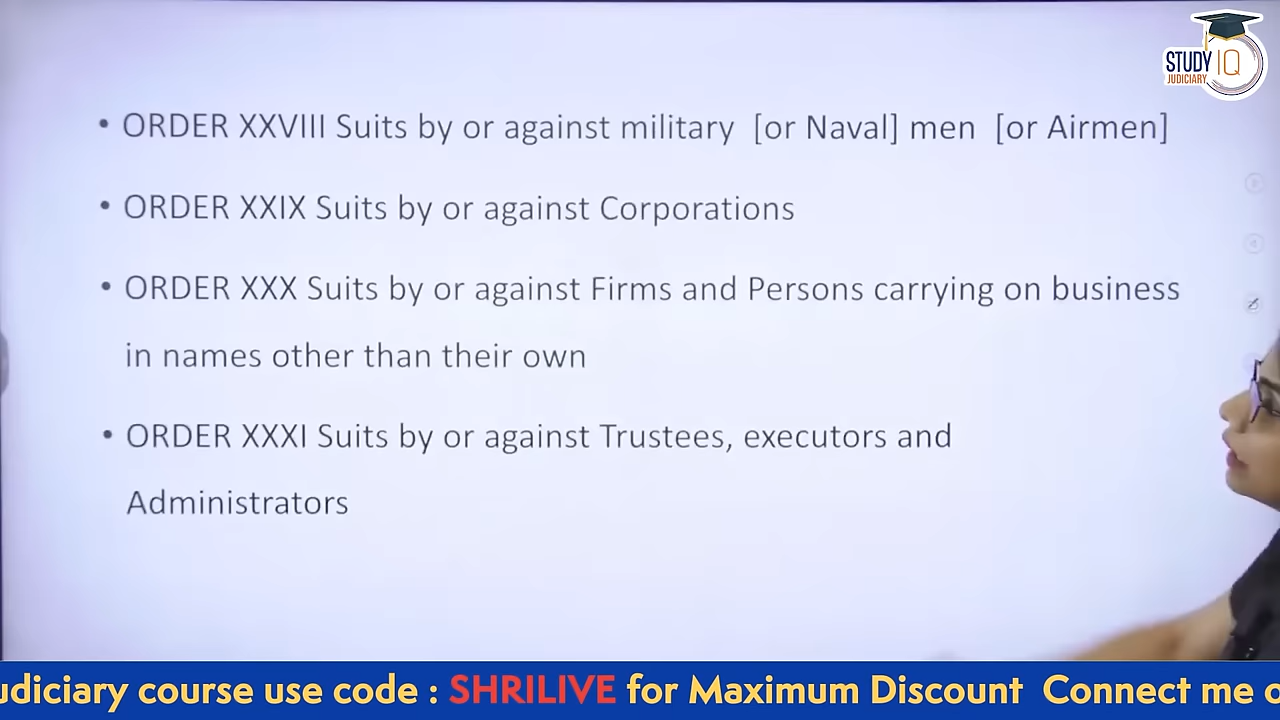 STUDY IQ
JUDICIARY
• ORDER XXVIII Suits by or against military [or Naval] men [or Airmen]
• ORDER XXIX Suits by or against Corporations
• ORDER XXX Suits by or against Firms and Persons carrying on business
in names other than their own
• ORDER XXXI Suits by or against Trustees, executors and
Administrators
udiciary course use code : SHRILIVE for Maximum Discount Connect me o